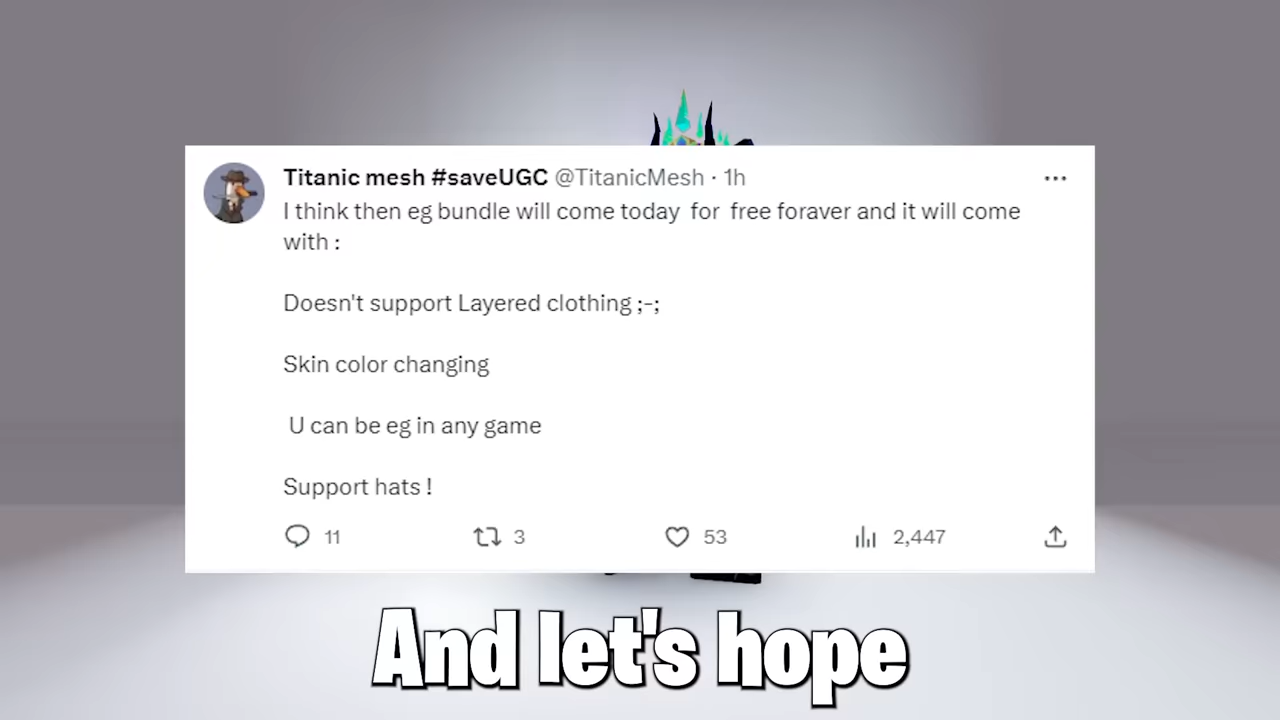 Titanic mesh #saveUGC @TitanicMesh · 1h
I think then eg bundle will come today  for  free foraver and it will come
with :
Doesn't support Layered clothing ;-;
Skin color changing
U can be eg in any game
Support hats !
11 3 53 2,447
And let's hope